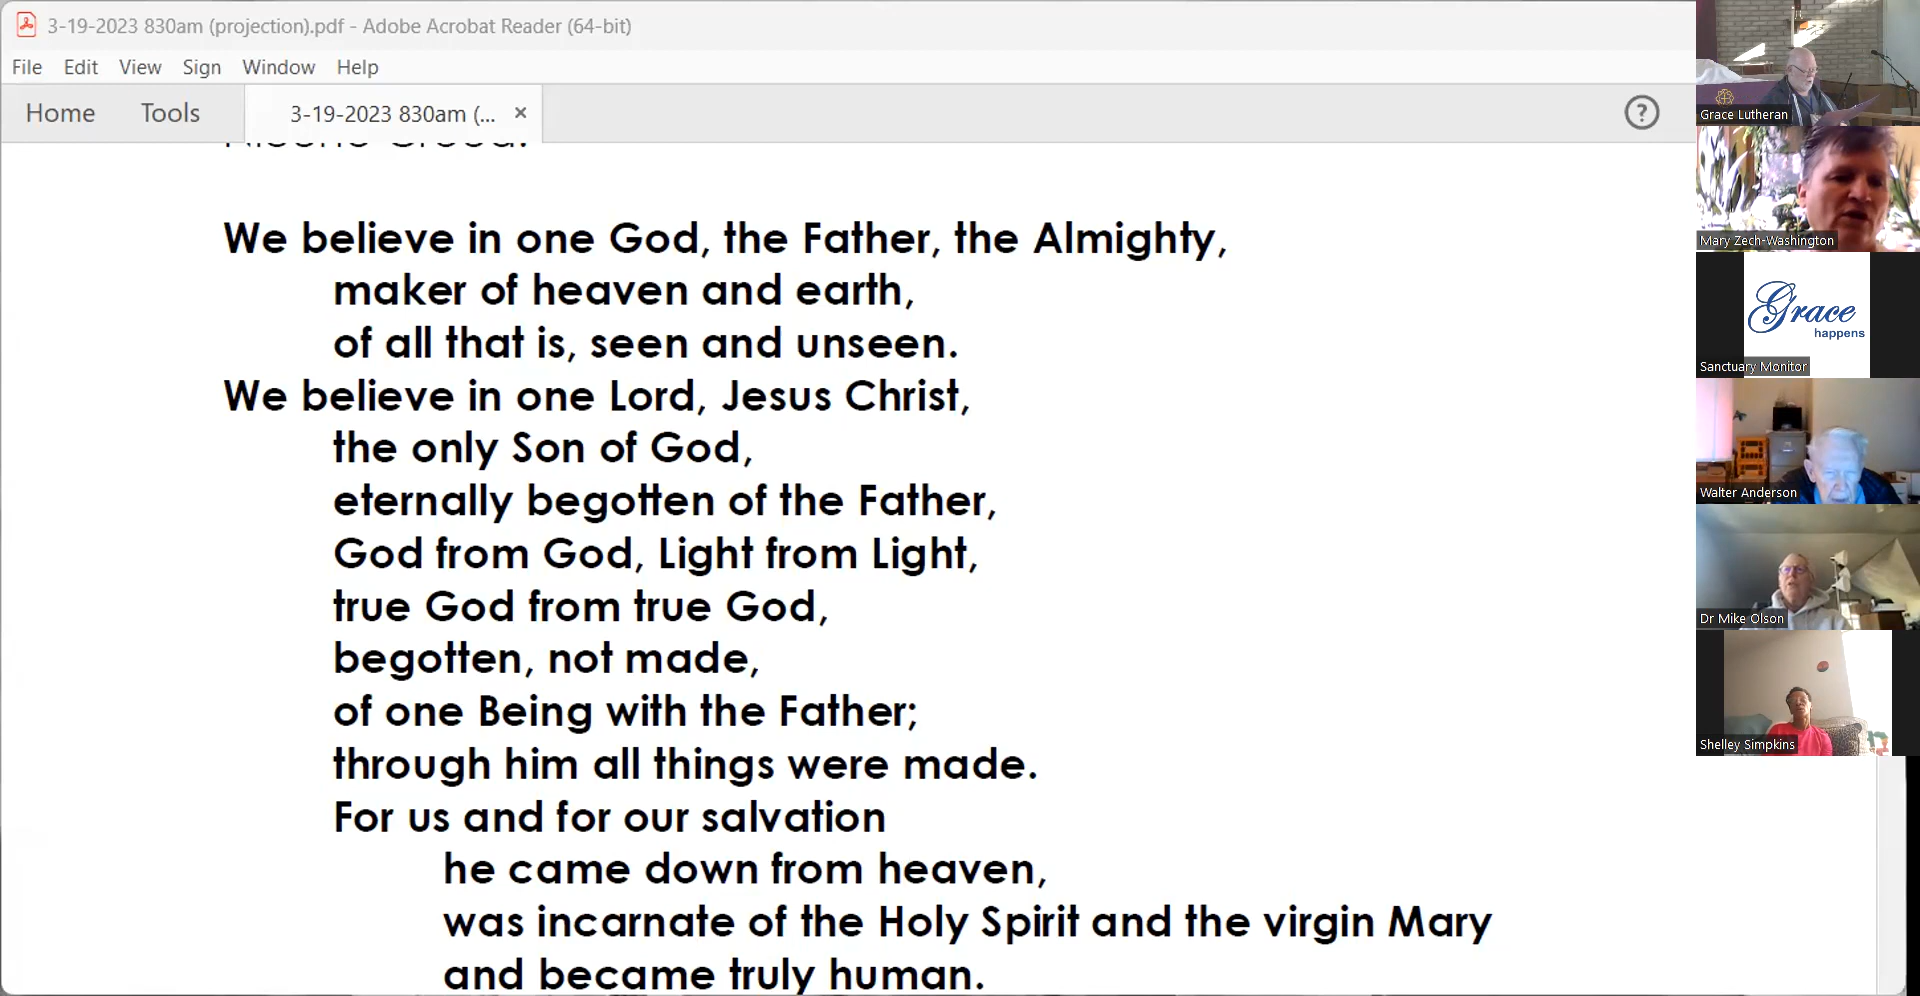 3-19-2023 830am (projection).pdf - Adobe Acrobat Reader (64-bit)
File Edit View Sign Window Help
Home Tools 3-19-2023 830am (... ×
?
Nicene Creed.
We believe in one God, the Father, the Almighty,
maker of heaven and earth,
of all that is, seen and unseen.
We believe in one Lord, Jesus Christ,
the only Son of God,
eternally begotten of the Father,
God from God, Light from Light,
true God from true God,
begotten, not made,
of one Being with the Father;
through him all things were made.
For us and for our salvation
he came down from heaven,
was incarnate of the Holy Spirit and the virgin Mary
and became truly human.
Grace Lutheran
Mary Zech-Washington
Grace
happens
Sanctuary Monitor
Walter Anderson
Dr Mike Olson
Shelley Simpkins